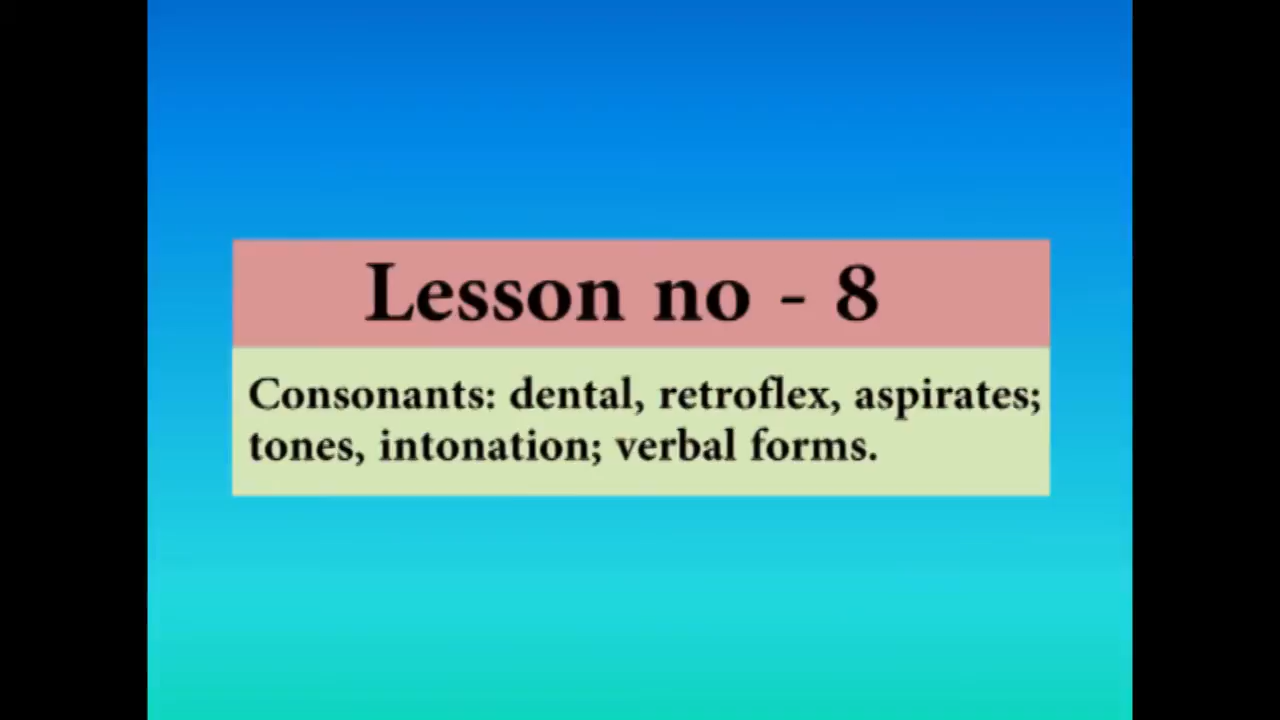 Lesson no - 8
Consonants: dental, retroflex, aspirates;
tones, intonation; verbal forms.